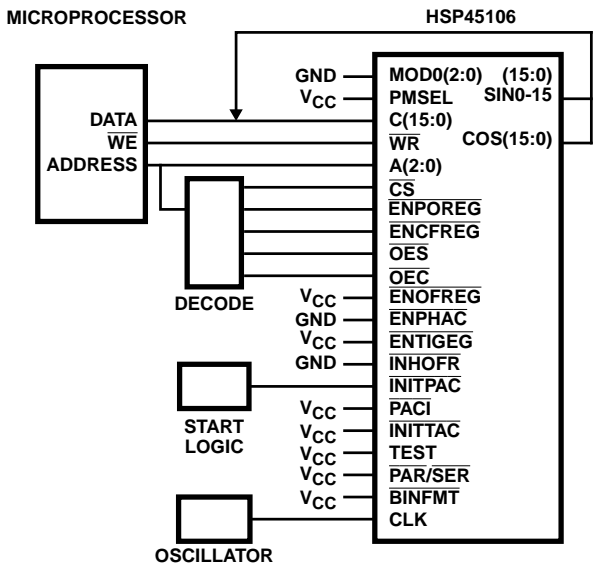 MICROPROCESSOR
HSP45106
GND
MOD0(2:0)
(15:0)
VCC
PMSEL
SIN0-15
DATA
C(15:0)
WE
WR
COS(15:0)
ADDRESS
A(2:0)
CS
ENPOREG
ENCFREG
OES
OEC
DECODE
VCC
ENOFREG
GND
ENPHAC
VCC
ENTIGEG
GND
INHOFR
INITPAC
START
LOGIC
VCC
PACI
VCC
INITTAC
VCC
TEST
VCC
PAR/SER
VCC
BINFMT
CLK
OSCILLATOR